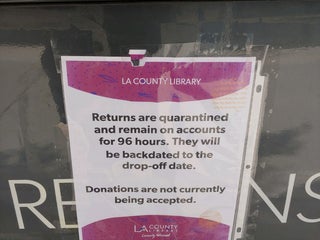 LA COUNTY LIBRARY
Returns are quarantined
and remain on accounts
for 96 hours. They will
be backdated to the
drop-off date.
Donations are not currently
being accepted.
RE NS
LA COUNTY
LIBRARY